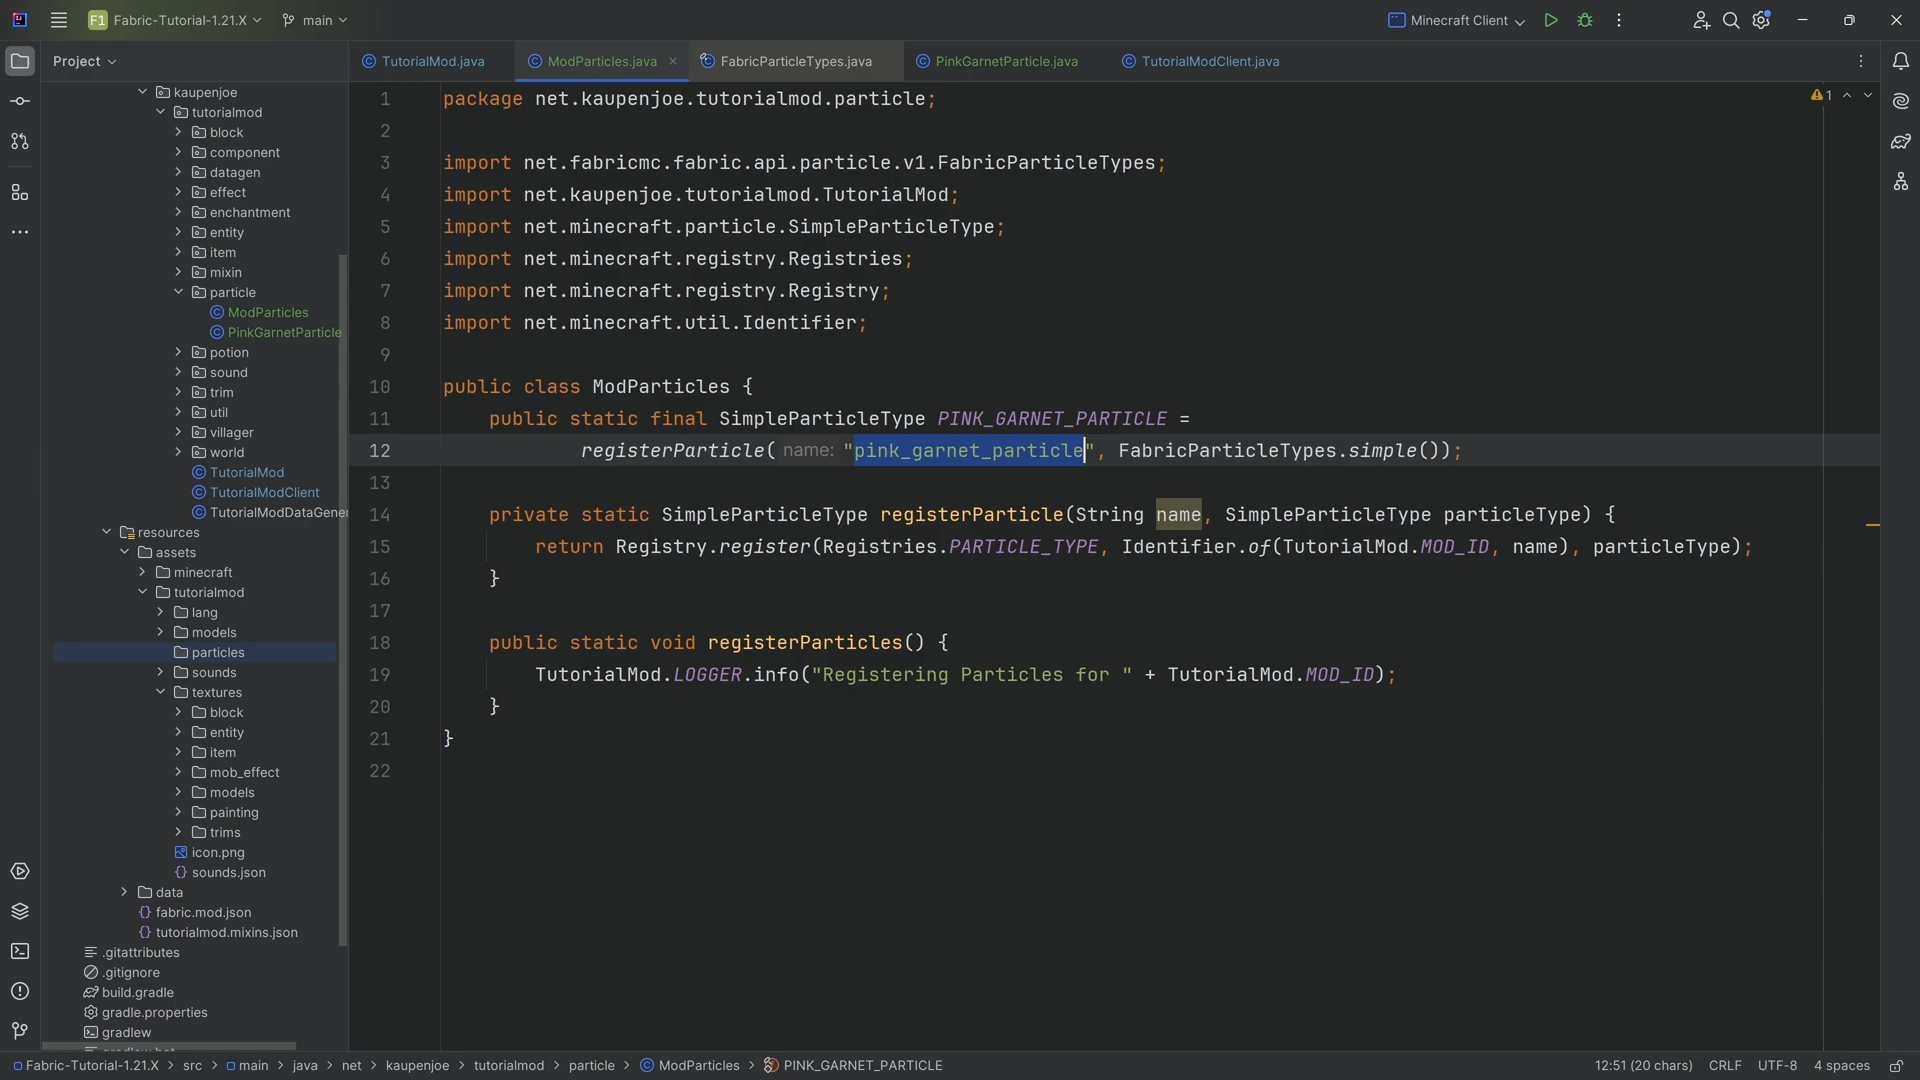 F1 Fabric-Tutorial-1.21.X main Minecraft Client
Project
TutorialMod.java ModParticles.java FabricParticleTypes.java PinkGarnetParticle.java TutorialModClient.java
kaupenjoe
tutorialmod
block
component
datagen
effect
enchantment
entity
item
mixin
particle
ModParticles
PinkGarnetParticle
potion
sound
trim
util
villager
world
TutorialMod
TutorialModClient
TutorialModDataGener
resources
assets
minecraft
tutorialmod
lang
models
particles
sounds
textures
block
entity
item
mob_effect
models
painting
trims
icon.png
sounds.json
data
fabric.mod.json
tutorialmod.mixins.json
.gitattributes
.gitignore
build.gradle
gradle.properties
gradlew
1 package net.kaupenjoe.tutorialmod.particle;
2
3 import net.fabricmc.fabric.api.particle.v1.FabricParticleTypes;
4 import net.kaupenjoe.tutorialmod.TutorialMod;
5 import net.minecraft.particle.SimpleParticleType;
6 import net.minecraft.registry.Registries;
7 import net.minecraft.registry.Registry;
8 import net.minecraft.util.Identifier;
9
10 public class ModParticles {
11 public static final SimpleParticleType PINK_GARNET_PARTICLE =
12 registerParticle( name: "pink_garnet_particle", FabricParticleTypes.simple());
13
14 private static SimpleParticleType registerParticle(String name, SimpleParticleType particleType) {
15 return Registry.register(Registries.PARTICLE_TYPE, Identifier.of(TutorialMod.MOD_ID, name), particleType);
16 }
17
18 public static void registerParticles() {
19 TutorialMod.LOGGER.info("Registering Particles for " + TutorialMod.MOD_ID);
20 }
21 }
22
1
Fabric-Tutorial-1.21.X > src > main > java > net > kaupenjoe > tutorialmod > particle > ModParticles > PINK_GARNET_PARTICLE 12:51 (20 chars) CRLF UTF-8 4 spaces